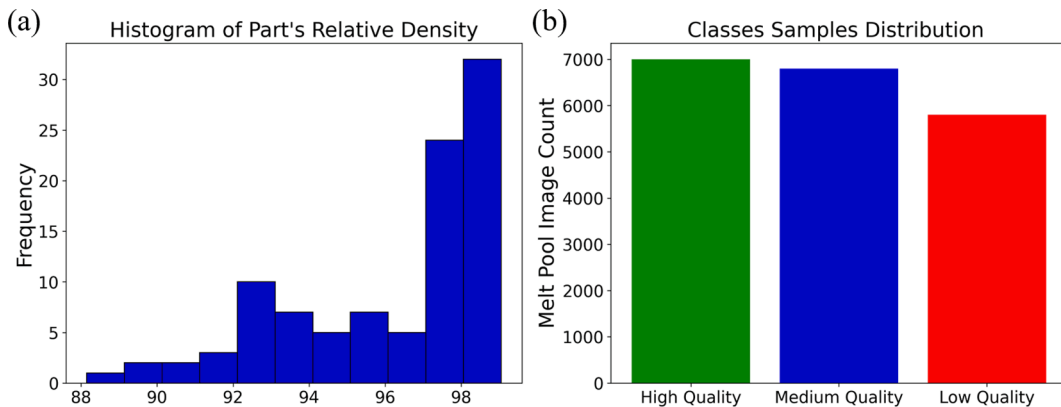 (a)
Histogram of Part's Relative Density
Frequency
30
25
20
15
10
5
0
88 90 92 94 96 98
(b)
Classes Samples Distribution
Melt Pool Image Count
7000
6000
5000
4000
3000
2000
1000
0
High Quality Medium Quality Low Quality